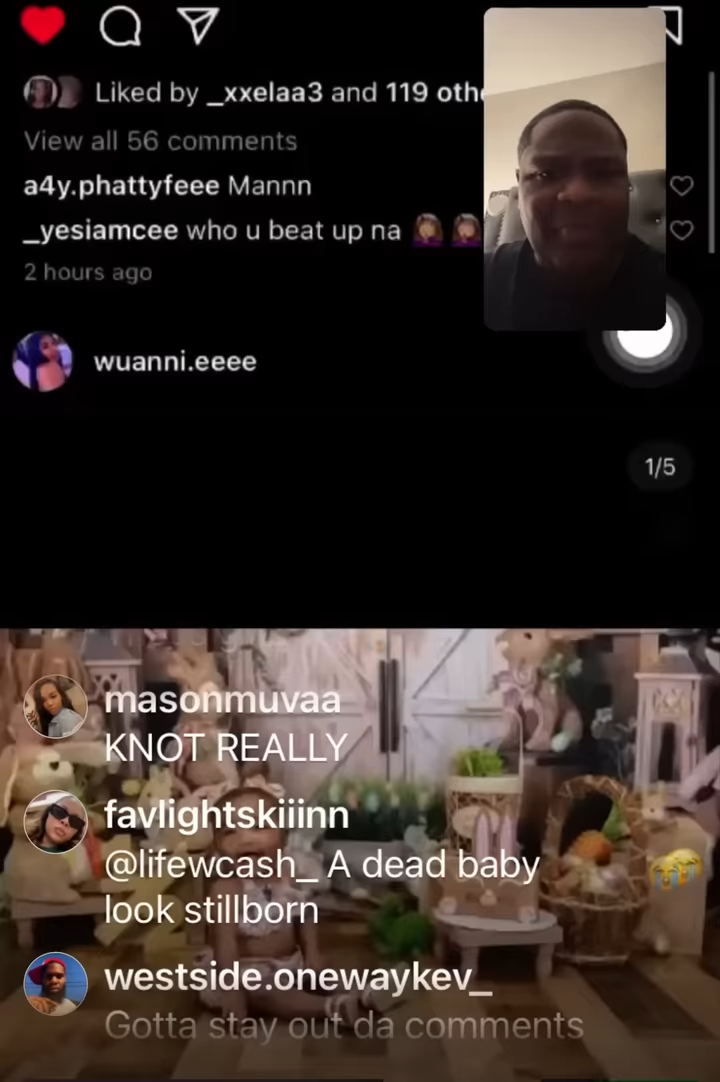 Liked by _xxelaa3 and 119 othe
View all 56 comments
a4y.phattyfeee Mannn
_yesiamcee who u beat up na 🤦🏽‍♀️🤦🏽‍♀️
2 hours ago
wuanni.eeee
1/5
masonmuvaa
KNOT REALLY
favlightskiiinn
@lifewcash_ A dead baby
look stillborn
westside.onewaykev_
Gotta stay out da comments